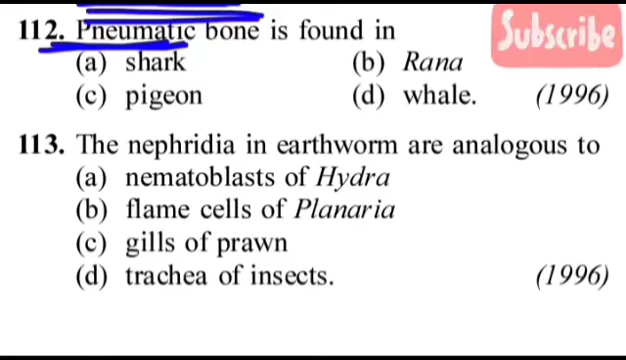 112. Pneumatic bone is found in
Subscribe
(a) shark (b) Rana
(c) pigeon (d) whale. (1996)
113. The nephridia in earthworm are analogous to
(a) nematoblasts of Hydra
(b) flame cells of Planaria
(c) gills of prawn
(d) trachea of insects. (1996)